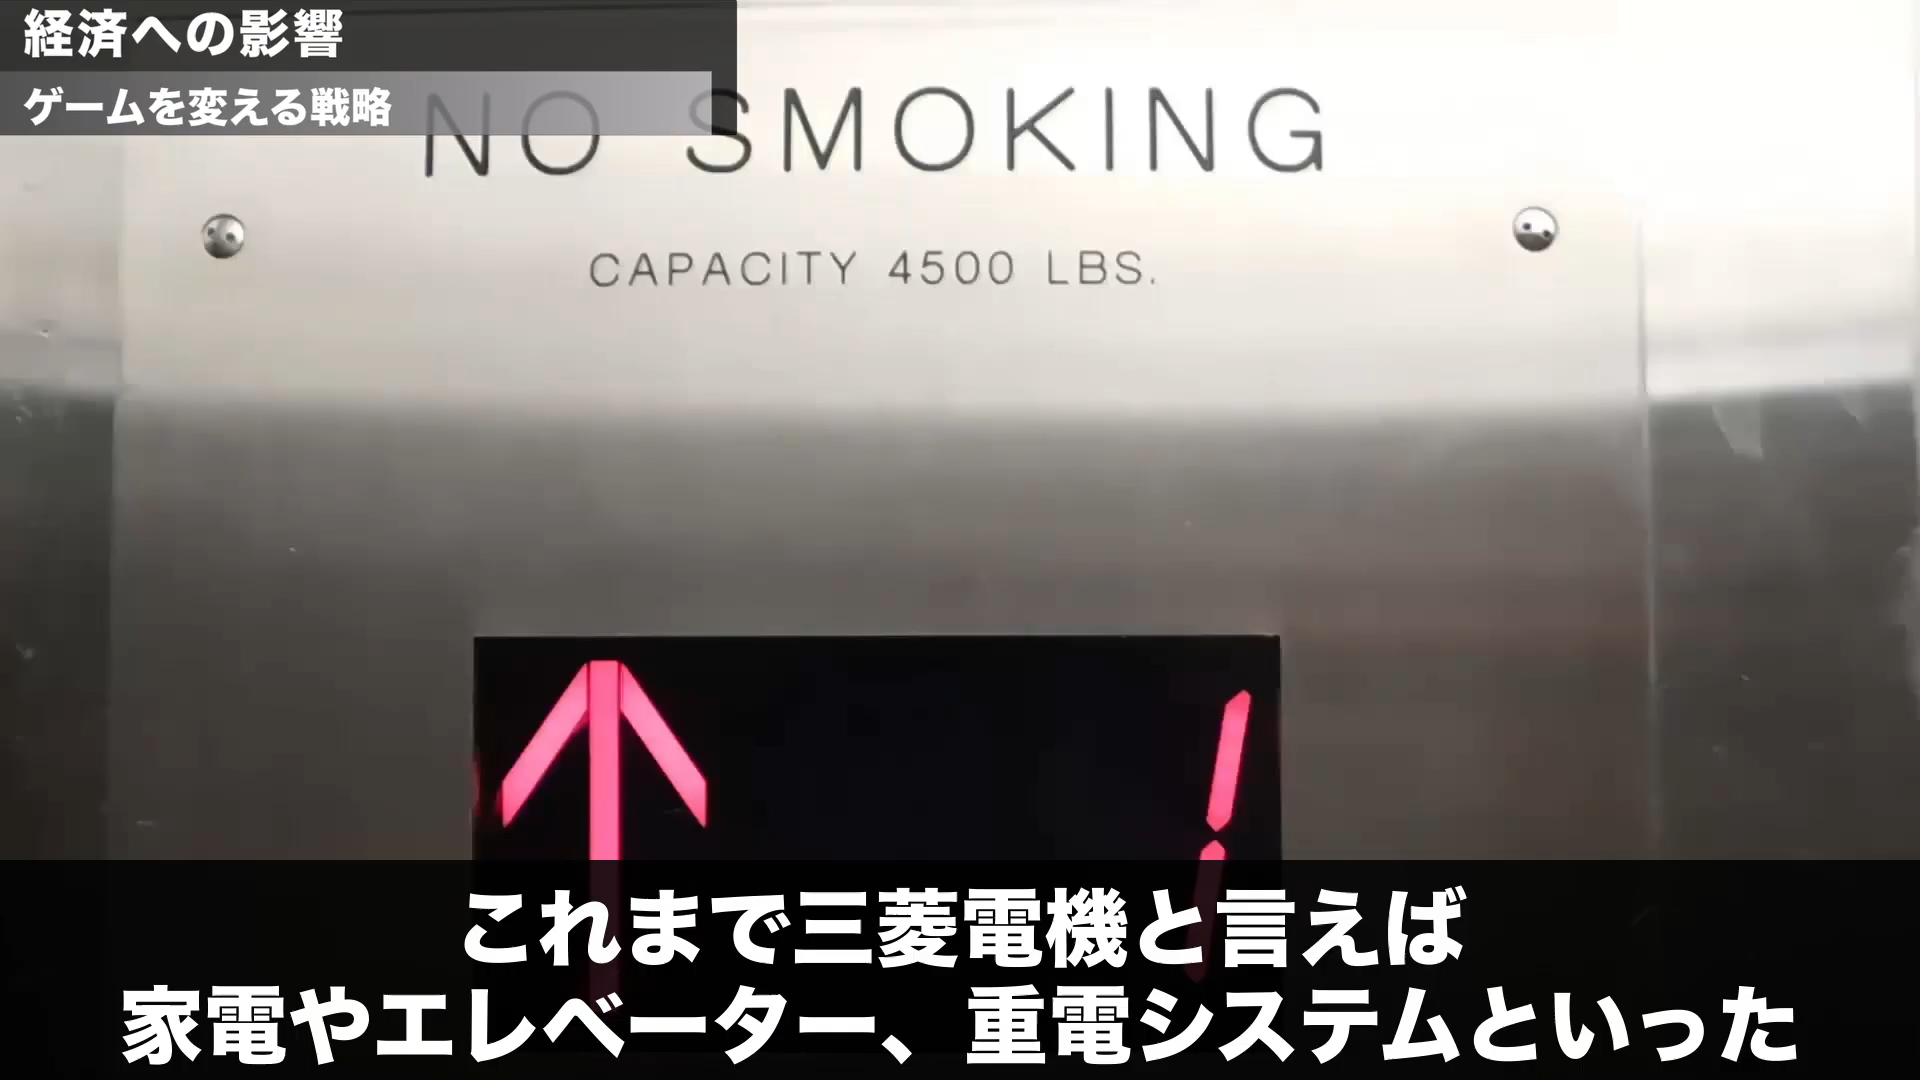 経済への影響
ゲームを変える戦略
NO SMOKING
CAPACITY 4500 LBS.
1
これまで三菱電機と言えば
家電やエレベーター、重電システムといった